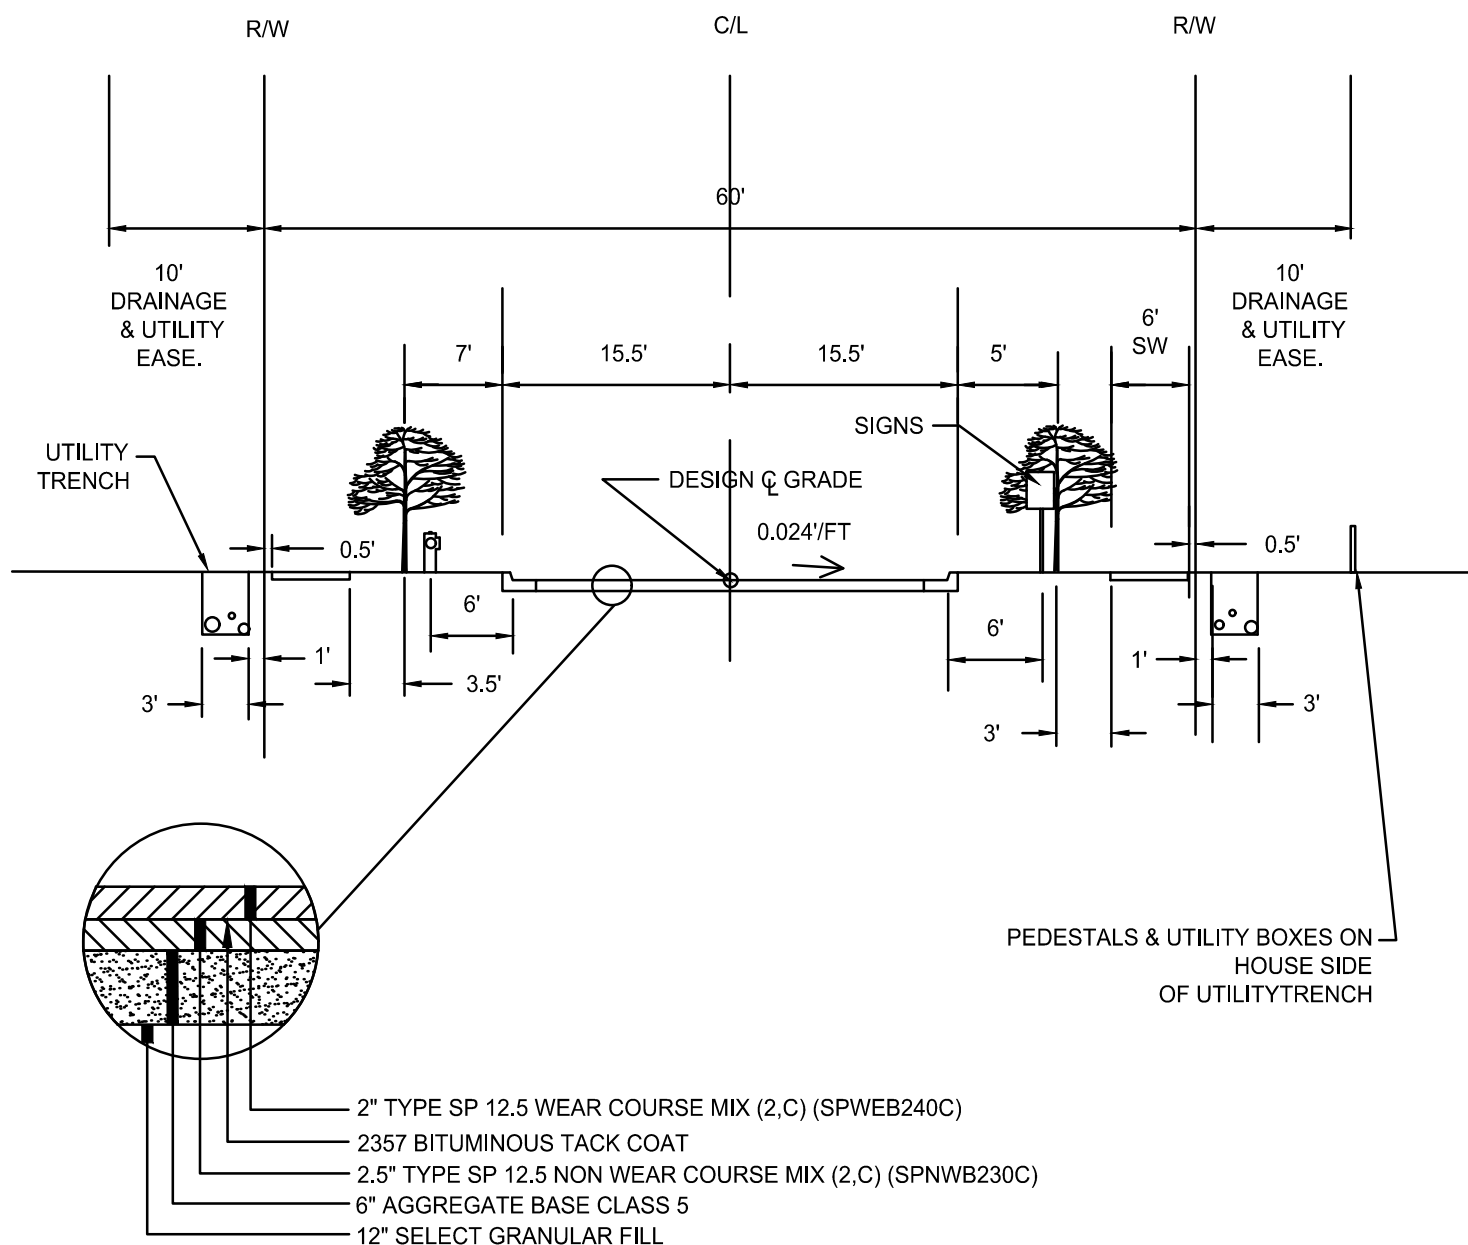 R/W
C/L
R/W
60'
10'
DRAINAGE
& UTILITY
EASE.
10'
DRAINAGE
& UTILITY
EASE.
6'
SW
7'
15.5'
15.5'
5'
SIGNS
UTILITY
TRENCH
DESIGN ℄ GRADE
0.024'/FT
0.5'
0.5'
6'
6'
1'
1'
3.5'
3'
3'
3'
PEDESTALS & UTILITY BOXES ON
HOUSE SIDE
OF UTILITYTRENCH
2" TYPE SP 12.5 WEAR COURSE MIX (2,C) (SPWEB240C)
2357 BITUMINOUS TACK COAT
2.5" TYPE SP 12.5 NON WEAR COURSE MIX (2,C) (SPNWB230C)
6" AGGREGATE BASE CLASS 5
12" SELECT GRANULAR FILL